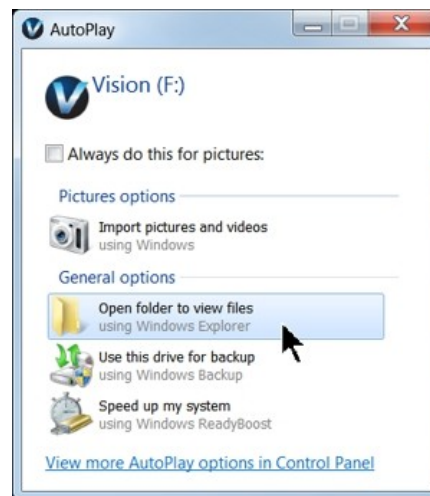 AutoPlay
Vision (F:)
Always do this for pictures:
Pictures options
Import pictures and videos
using Windows
General options
Open folder to view files
using Windows Explorer
Use this drive for backup
using Windows Backup
Speed up my system
using Windows ReadyBoost
View more AutoPlay options in Control Panel